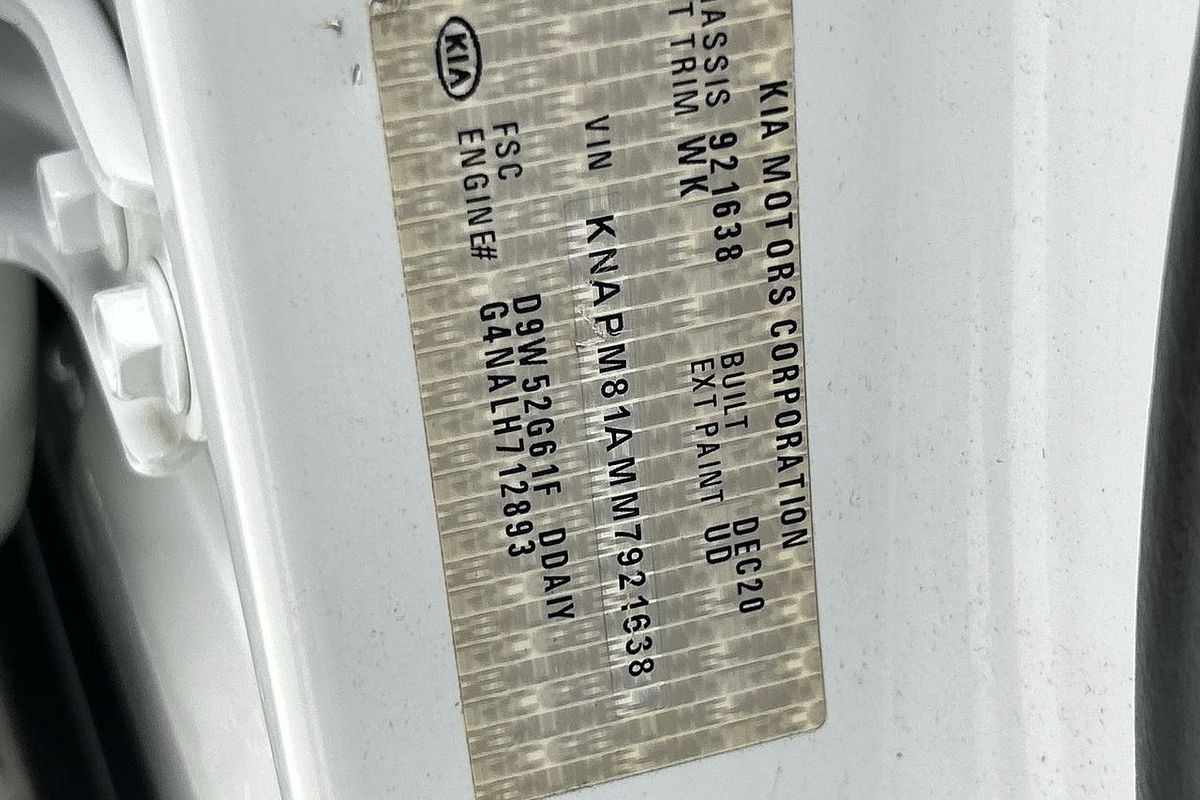 KIA MOTORS CORPORATION
ASSIS 921638 BUILT DEC20
T TRIM WK EXT PAINT UD
VIN KNAPM81AMM7921638
FSC D9W52G61F DDAIY
ENGINE# G4NALH712893
KIA